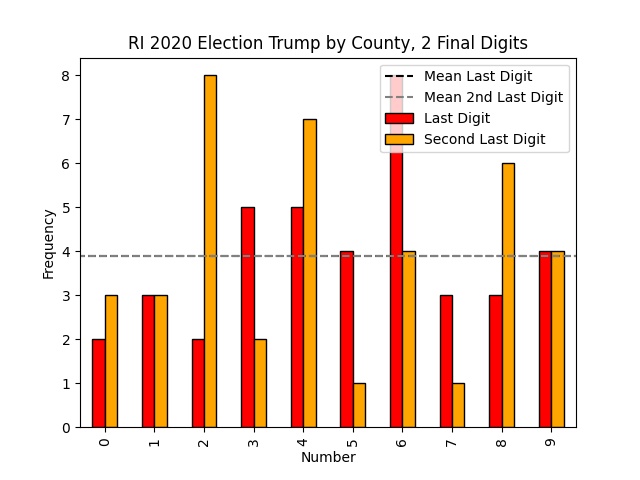 RI 2020 Election Trump by County, 2 Final Digits
Mean Last Digit
Mean 2nd Last Digit
Last Digit
Second Last Digit
Frequency
8
7
6
5
4
3
2
1
0
0 1 2 3 4 5 6 7 8 9
Number